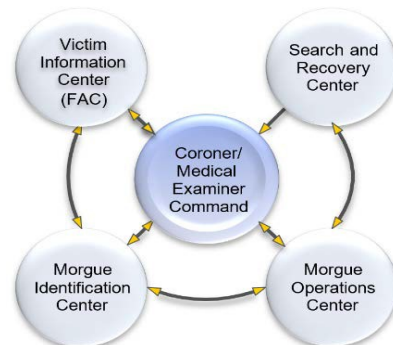 Victim
Information
Center
(FAC)
Search and
Recovery
Center
Coroner/
Medical
Examiner
Command
Morgue
Identification
Center
Morgue
Operations
Center